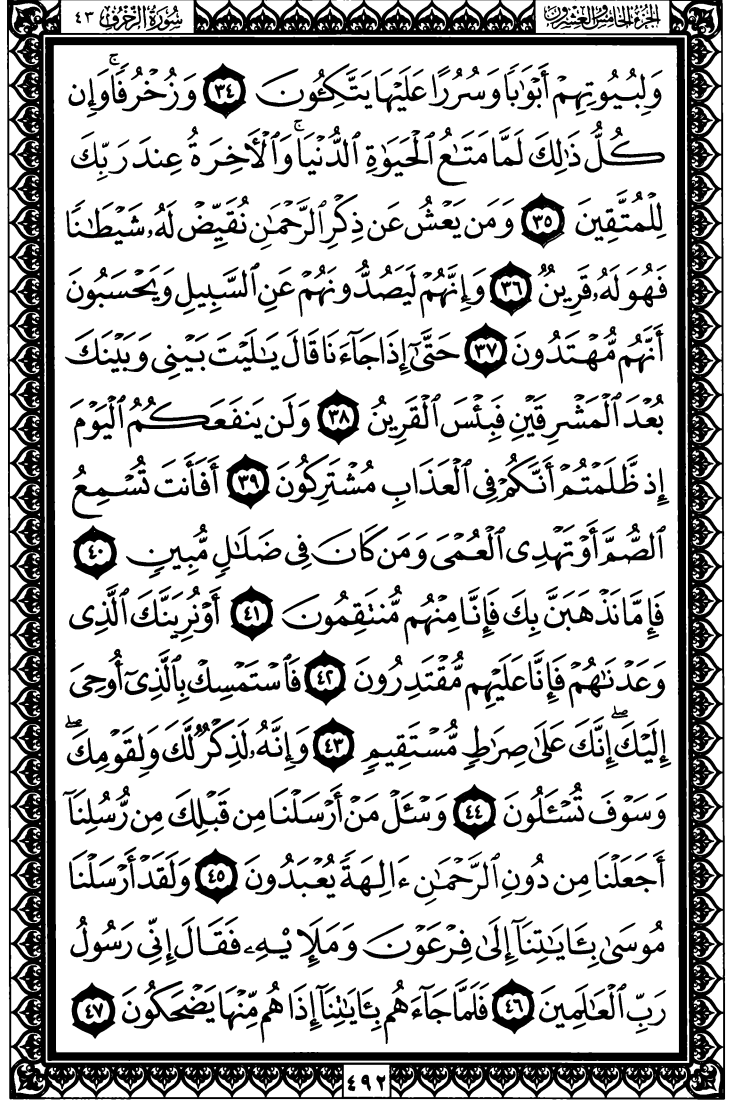 الجزء الخامس والعشرون
سورة الزخرف ٤٣
وَلِبُيُوتِهِمْ أَبْوَٰبًا وَسُرُرًا عَلَيْهَا يَتَّكِـُٔونَ ٣٤ وَزُخْرُفًا ۚ وَإِن
كُلُّ ذَٰلِكَ لَمَّا مَتَـٰعُ ٱلْحَيَوٰةِ ٱلدُّنْيَا ۚ وَٱلْـَٔاخِرَةُ عِندَ رَبِّكَ
لِلْمُتَّقِينَ ٣٥ وَمَن يَعْشُ عَن ذِكْرِ ٱلرَّحْمَـٰنِ نُقَيِّضْ لَهُۥ شَيْطَـٰنًا
فَهُوَ لَهُۥ قَرِينٌ ٣٦ وَإِنَّهُمْ لَيَصُدُّونَهُمْ عَنِ ٱلسَّبِيلِ وَيَحْسَبُونَ
أَنَّهُم مُّهْتَدُونَ ٣٧ حَتَّىٰٓ إِذَا جَآءَنَا قَالَ يَـٰلَيْتَ بَيْنِى وَبَيْنَكَ
بُعْدَ ٱلْمَشْرِقَيْنِ فَبِئْسَ ٱلْقَرِينُ ٣٨ وَلَن يَنفَعَكُمُ ٱلْيَوْمَ
إِذ ظَّلَمْتُمْ أَنَّكُمْ فِى ٱلْعَذَابِ مُشْتَرِكُونَ ٣٩ أَفَأَنتَ تُسْمِعُ
ٱلصُّمَّ أَوْ تَهْدِى ٱلْعُمْىَ وَمَن كَانَ فِى ضَلَـٰلٍ مُّبِينٍ ٤٠
فَإِمَّا نَذْهَبَنَّ بِكَ فَإِنَّا مِنْهُم مُّنتَقِمُونَ ٤١ أَوْ نُرِيَنَّكَ ٱلَّذِى
وَعَدْنَـٰهُمْ فَإِنَّا عَلَيْهِم مُّقْتَدِرُونَ ٤٢ فَٱسْتَمْسِكْ بِٱلَّذِىٓ أُوحِىَ
إِلَيْكَ ۖ إِنَّكَ عَلَىٰ صِرَٰطٍ مُّسْتَقِيمٍ ٤٣ وَإِنَّهُۥ لَذِكْرٌ لَّكَ وَلِقَوْمِكَ ۖ
وَسَوْفَ تُسْـَٔلُونَ ٤٤ وَسْـَٔلْ مَنْ أَرْسَلْنَا مِن قَبْلِكَ مِن رُّسُلِنَآ
أَجَعَلْنَا مِن دُونِ ٱلرَّحْمَـٰنِ ءَالِهَةً يُعْبَدُونَ ٤٥ وَلَقَدْ أَرْسَلْنَا
مُوسَىٰ بِـَٔايَـٰتِنَآ إِلَىٰ فِرْعَوْنَ وَمَلَإِي۟هِۦ فَقَالَ إِنِّى رَسُولُ
رَبِّ ٱلْعَـٰلَمِينَ ٤٦ فَلَمَّا جَآءَهُم بِـَٔايَـٰتِنَآ إِذَا هُم مِّنْهَا يَضْحَكُونَ ٤٧
٤٩٢